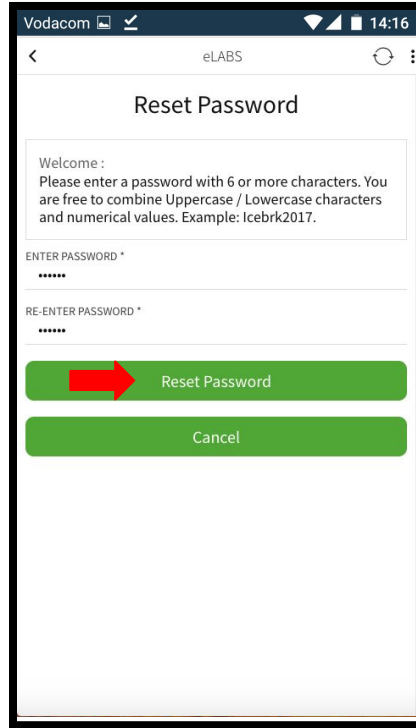 Vodacom 14:16
eLABS
Reset Password
Welcome :
Please enter a password with 6 or more characters. You
are free to combine Uppercase / Lowercase characters
and numerical values. Example: Icebrk2017.
ENTER PASSWORD *
••••••
RE-ENTER PASSWORD *
••••••
Reset Password
Cancel